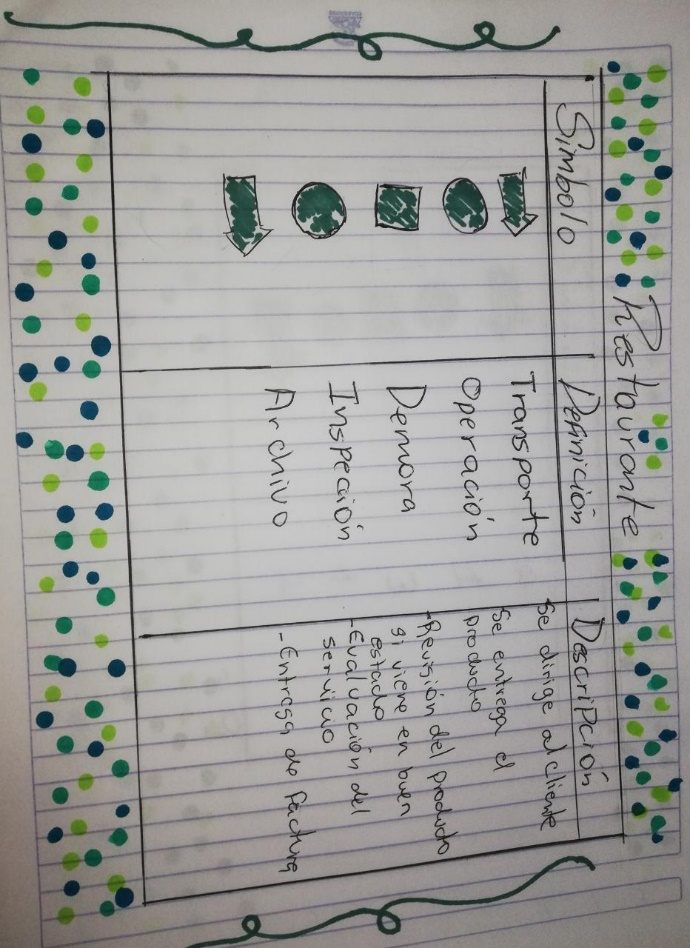 Restaurante
Simbolo Definición Descripción
Transporte Se dirige al cliente
Operación Se entrega el
producto
Demora -Revisión del producto
si viene en buen
estado
Inspeción -Evaluación del
servicio
Archivo -Entrega de factura